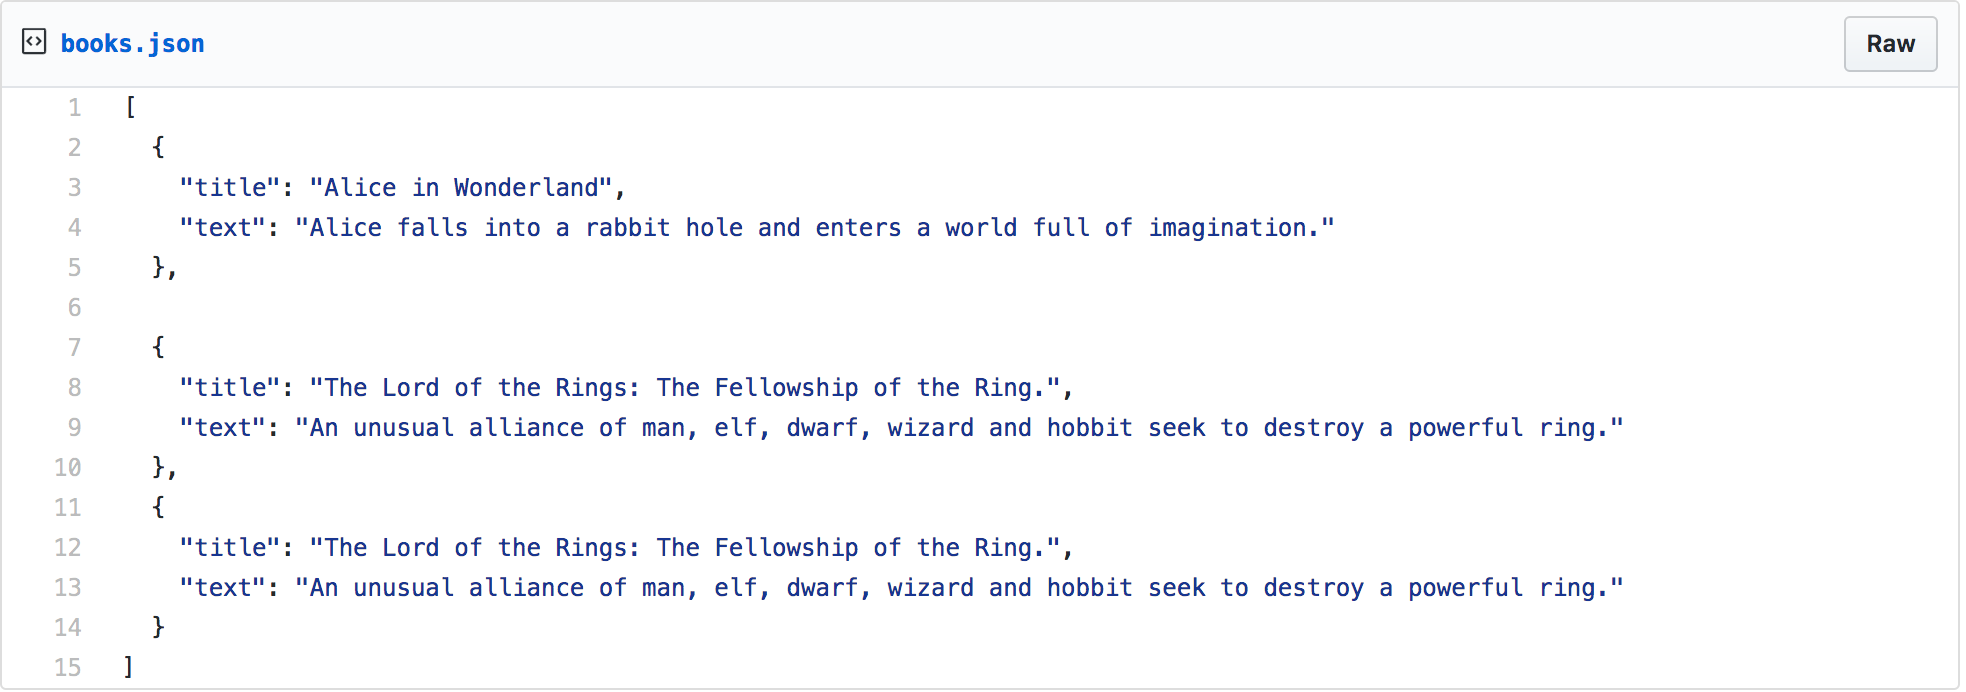 books.json
Raw
1 [
2 {
3 "title": "Alice in Wonderland",
4 "text": "Alice falls into a rabbit hole and enters a world full of imagination."
5 },
6
7 {
8 "title": "The Lord of the Rings: The Fellowship of the Ring.",
9 "text": "An unusual alliance of man, elf, dwarf, wizard and hobbit seek to destroy a powerful ring."
10 },
11 {
12 "title": "The Lord of the Rings: The Fellowship of the Ring.",
13 "text": "An unusual alliance of man, elf, dwarf, wizard and hobbit seek to destroy a powerful ring."
14 }
15 ]